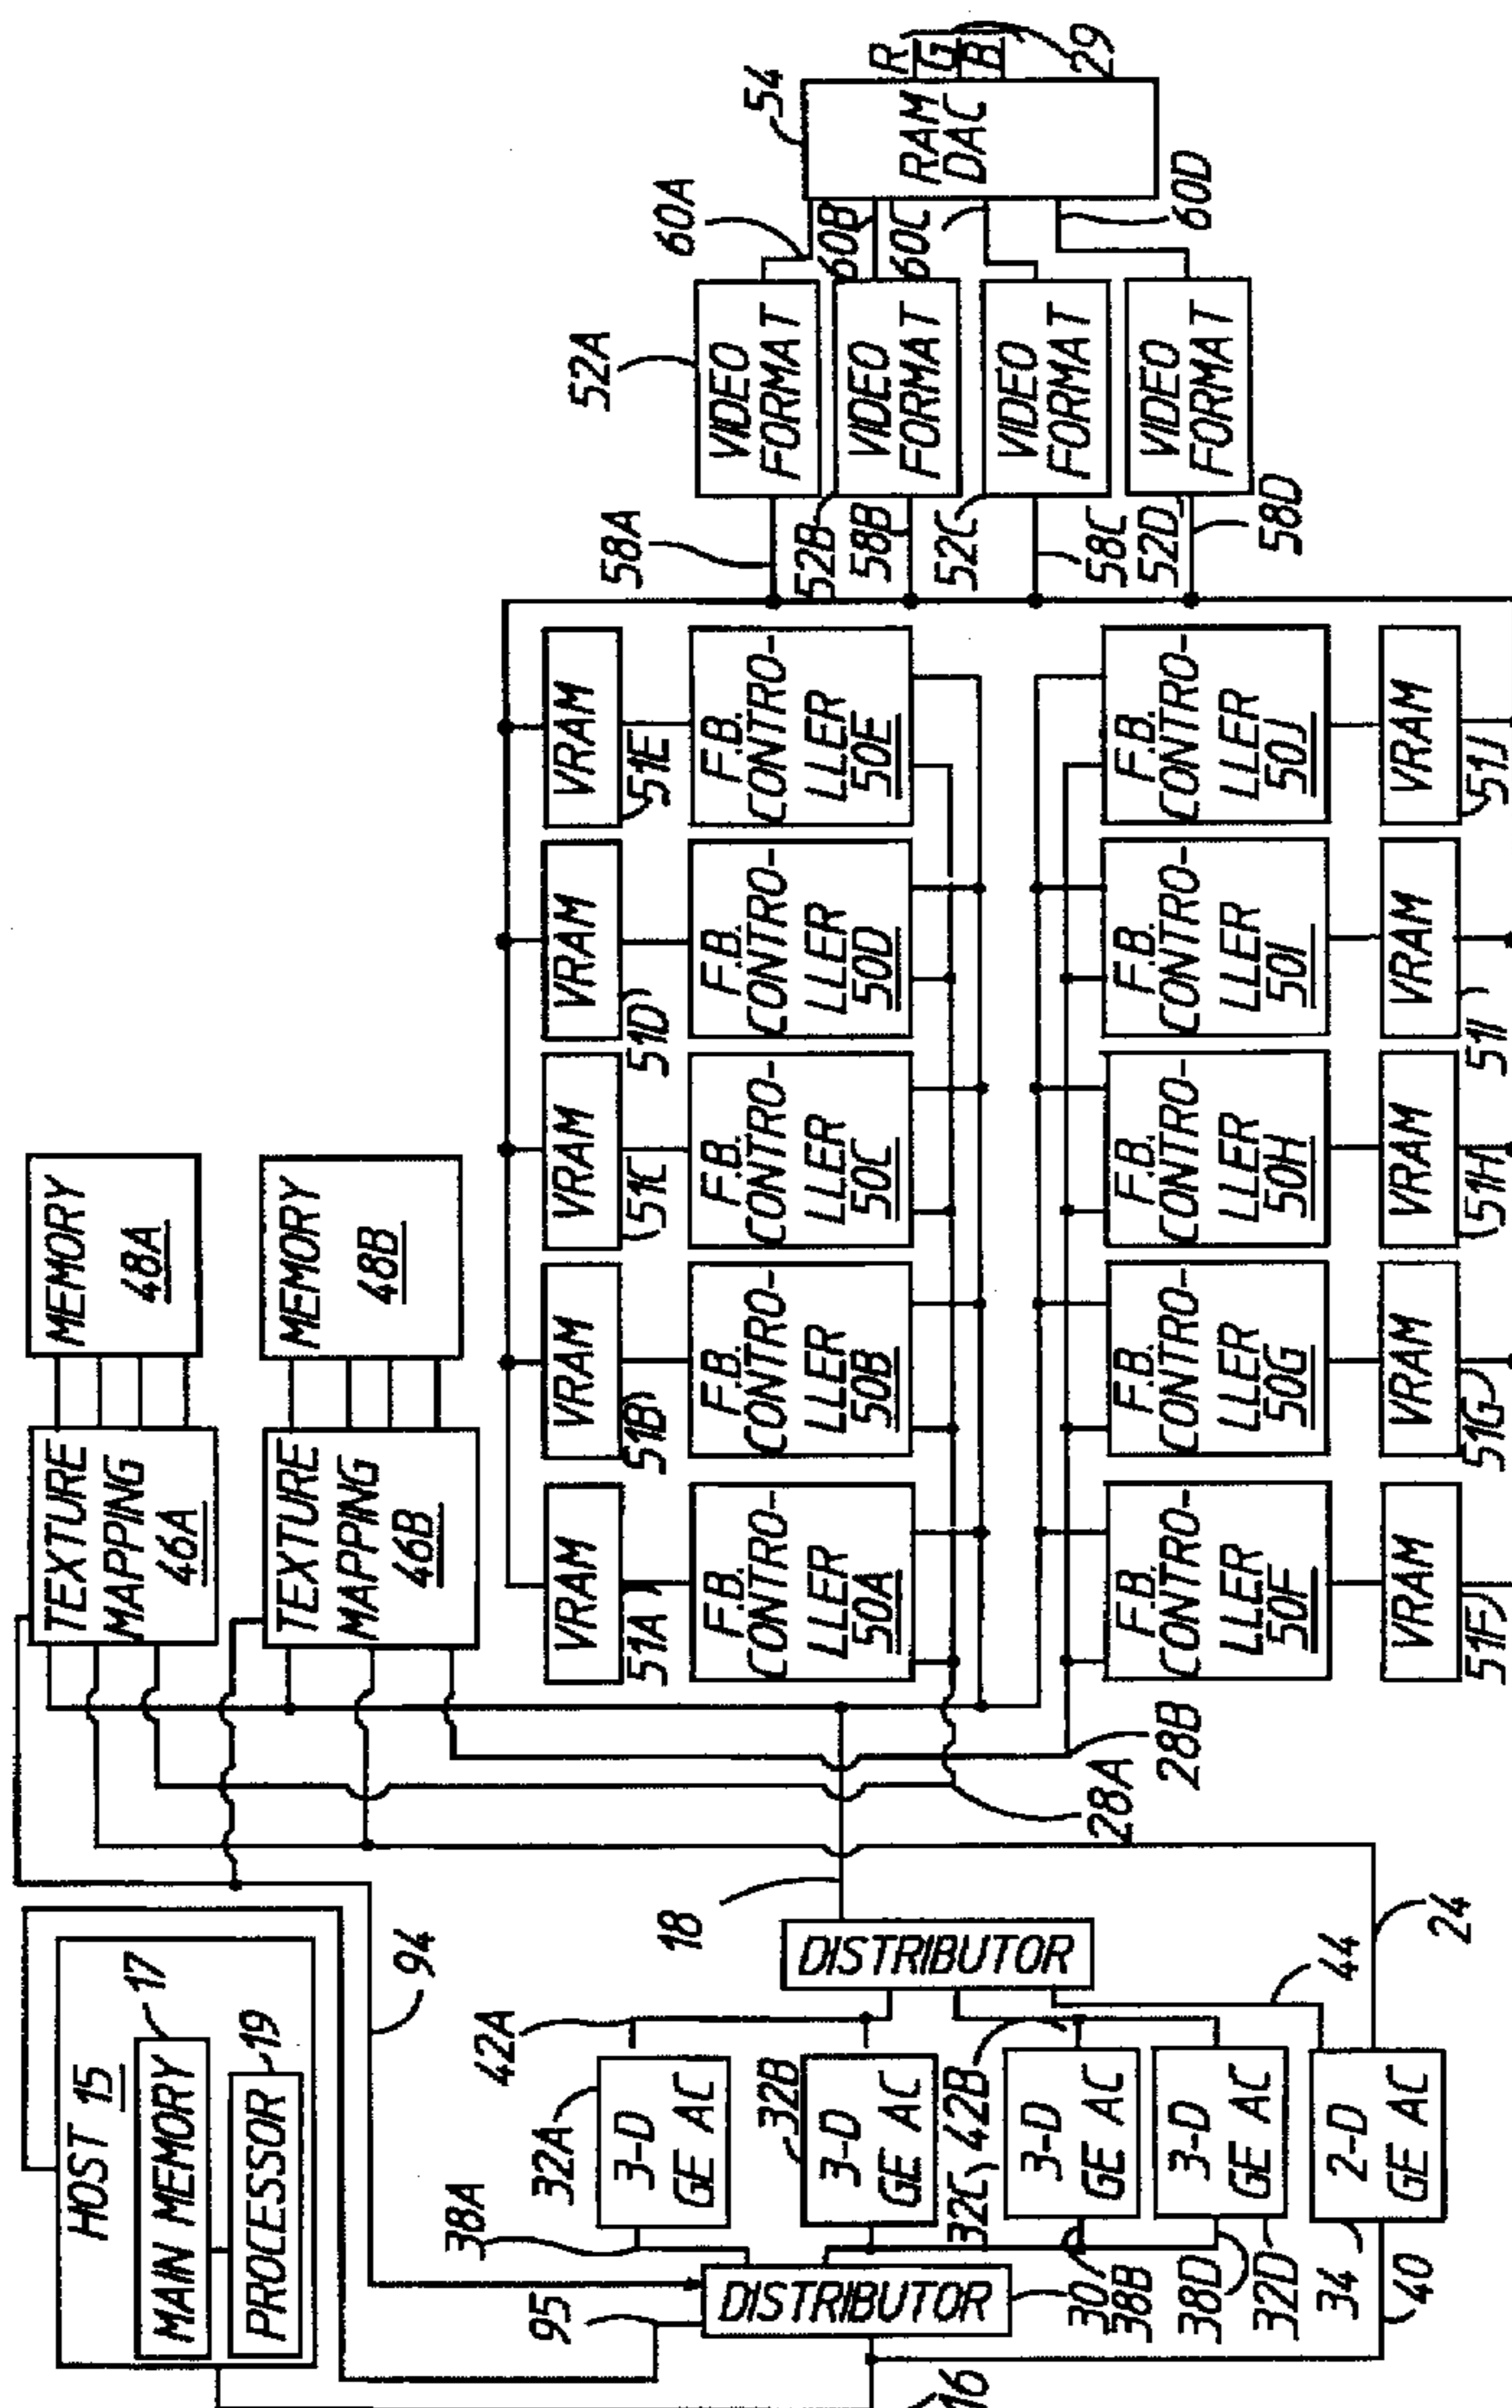 HOST 15
MAIN MEMORY
17
PROCESSOR
19
94
95
16
DISTRIBUTOR
30
38A
38B
38D
40
32A
3-D
GE AC
32B
3-D
GE AC
32C
3-D
GE AC
32D
3-D
GE AC
34
2-D
GE AC
42A
42B
44
DISTRIBUTOR
18
24
28A
28B
TEXTURE
MAPPING
46A
MEMORY
48A
TEXTURE
MAPPING
46B
MEMORY
48B
VRAM
51A
VRAM
51B
VRAM
51C
VRAM
51D
VRAM
51E
F.B.
CONTRO-
LLER
50A
F.B.
CONTRO-
LLER
50B
F.B.
CONTRO-
LLER
50C
F.B.
CONTRO-
LLER
50D
F.B.
CONTRO-
LLER
50E
F.B.
CONTRO-
LLER
50F
F.B.
CONTRO-
LLER
50G
F.B.
CONTRO-
LLER
50H
F.B.
CONTRO-
LLER
50I
F.B.
CONTRO-
LLER
50J
VRAM
51F
VRAM
51G
VRAM
51H
VRAM
51I
VRAM
51J
58A
52A
VIDEO
FORMAT
60A
52B
58B
VIDEO
FORMAT
60B
52C
58C
VIDEO
FORMAT
60C
52D
58D
VIDEO
FORMAT
60D
54
RAM
DAC
R
G
B
29